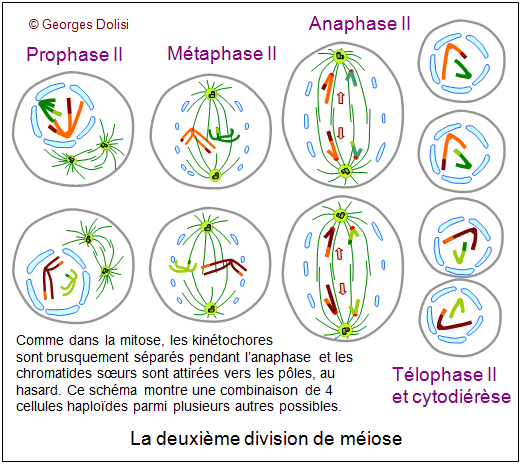 © Georges Dolisi
Anaphase II
Prophase II
Métaphase II
Comme dans la mitose, les kinétochores
sont brusquement séparés pendant l’anaphase et les
chromatides sœurs sont attirées vers les pôles, au
hasard. Ce schéma montre une combinaison de 4
cellules haploïdes parmi plusieurs autres possibles.
Télophase II
et cytodiérèse
La deuxième division de méiose